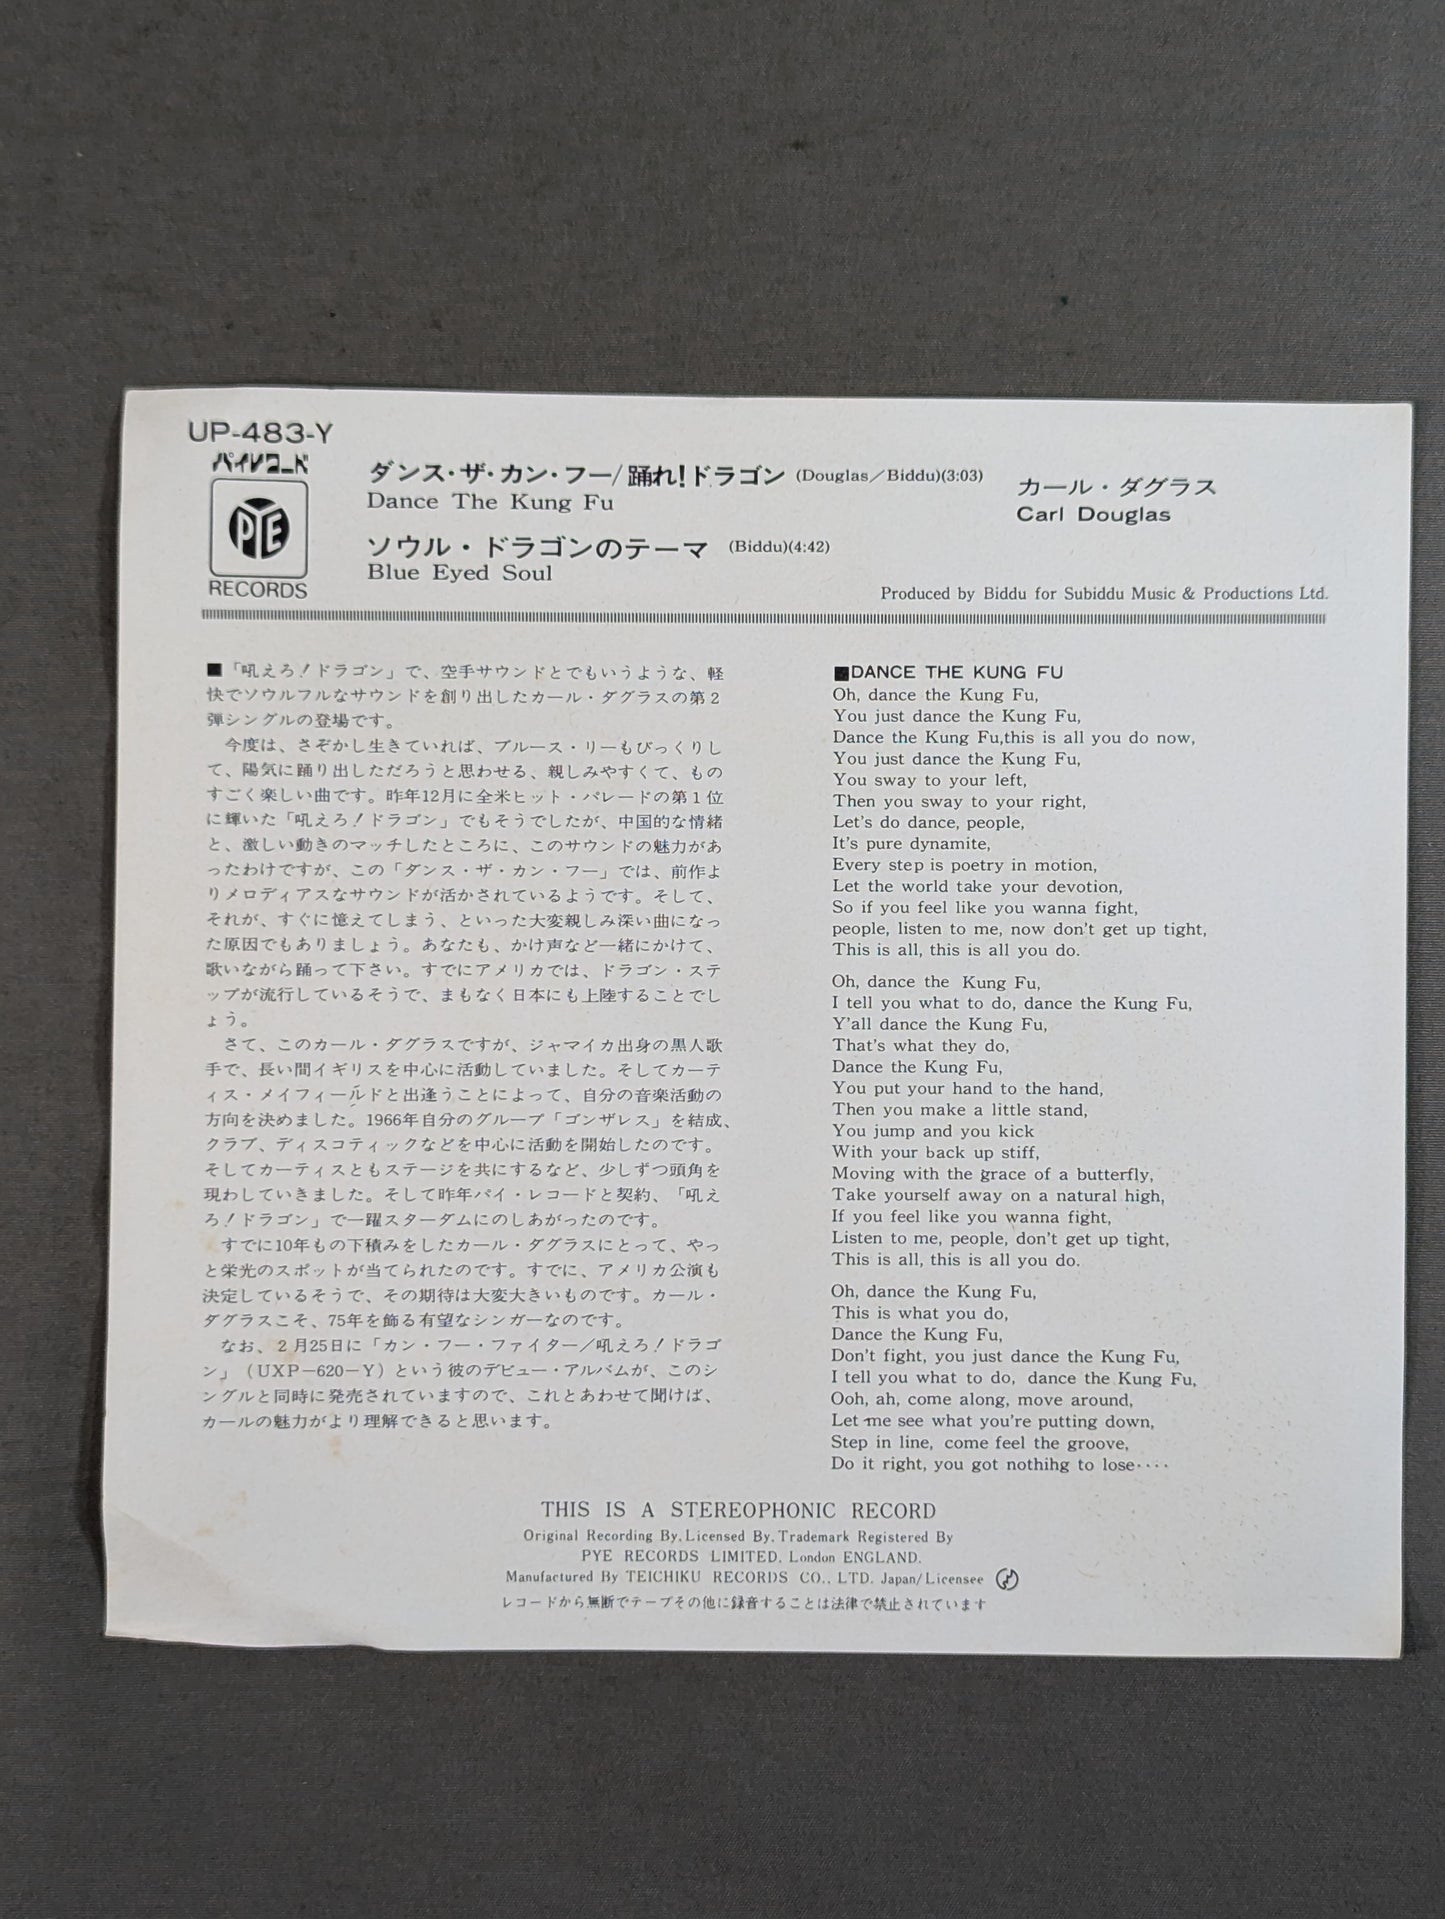 UP-483-Y
パイレコード
PYE
RECORDS
ダンス・ザ・カン・フー/踊れ!ドラゴン (Douglas/Biddu)(3:03)
Dance The Kung Fu
ソウル・ドラゴンのテーマ (Biddu)(4:42)
Blue Eyed Soul
カール・ダグラス
Carl Douglas
Produced by Biddu for Subiddu Music & Productions Ltd.
■「吼えろ!ドラゴン」で、空手サウンドとでもいうような、軽
快でソウルフルなサウンドを創り出したカール・ダグラスの第2
弾シングルの登場です。
今度は、さぞかし生きていれば、ブルース・リーもびっくりし
て、陽気に踊り出しただろうと思わせる、親しみやすくて、もの
すごく楽しい曲です。昨年12月に全米ヒット・パレードの第1位
に輝いた「吼えろ!ドラゴン」でもそうでしたが、中国的な情緒
と、激しい動きのマッチしたところに、このサウンドの魅力があ
ったわけですが、この「ダンス・ザ・カン・フー」では、前作よ
りメロディアスなサウンドが活かされているようです。そして、
それが、すぐに憶えてしまう、といった大変親しみ深い曲になっ
た原因でもありましょう。あなたも、かけ声など一緒にかけて、
歌いながら踊って下さい。すでにアメリカでは、ドラゴン・ステ
ップが流行しているそうで、まもなく日本にも上陸することでし
ょう。
さて、このカール・ダグラスですが、ジャマイカ出身の黒人歌
手で、長い間イギリスを中心に活動していました。そしてカーテ
ィス・メイフィールドと出逢うことによって、自分の音楽活動の
方向を決めました。1966年自分のグループ「ゴンザレス」を結成、
クラブ、ディスコティックなどを中心に活動を開始したのです。
そしてカーティスともステージを共にするなど、少しずつ頭角を
現わしていきました。そして昨年パイ・レコードと契約、「吼え
ろ!ドラゴン」で一躍スターダムにのしあがったのです。
すでに10年もの下積みをしたカール・ダグラスにとって、やっ
と栄光のスポットが当てられたのです。すでに、アメリカ公演も
決定しているそうで、その期待は大変大きいものです。カール・
ダグラスこそ、75年を飾る有望なシンガーなのです。
なお、2月25日に「カン・フー・ファイター/吼えろ!ドラゴ
ン」(UXP-620-Y)という彼のデビュー・アルバムが、このシ
ングルと同時に発売されていますので、これとあわせて聞けば、
カールの魅力がより理解できると思います。
■DANCE THE KUNG FU
Oh, dance the Kung Fu,
You just dance the Kung Fu,
Dance the Kung Fu,this is all you do now,
You just dance the Kung Fu,
You sway to your left,
Then you sway to your right,
Let's do dance, people,
It's pure dynamite,
Every step is poetry in motion,
Let the world take your devotion,
So if you feel like you wanna fight,
people, listen to me, now don't get up tight,
This is all, this is all you do.
Oh, dance the Kung Fu,
I tell you what to do, dance the Kung Fu,
Y'all dance the Kung Fu,
That's what they do,
Dance the Kung Fu,
You put your hand to the hand,
Then you make a little stand,
You jump and you kick
With your back up stiff,
Moving with the grace of a butterfly,
Take yourself away on a natural high,
If you feel like you wanna fight,
Listen to me, people, don't get up tight,
This is all, this is all you do.
Oh, dance the Kung Fu,
This is what you do,
Dance the Kung Fu,
Don't fight, you just dance the Kung Fu,
I tell you what to do, dance the Kung Fu,
Ooh, ah, come along, move around,
Let me see what you're putting down,
Step in line, come feel the groove,
Do it right, you got nothihg to lose‥‥
THIS IS A STEREOPHONIC RECORD
Original Recording By, Licensed By, Trademark Registered By
PYE RECORDS LIMITED, London ENGLAND.
Manufactured By TEICHIKU RECORDS CO., LTD. Japan/Licensee
レコードから無断でテープその他に録音することは法律で禁止されています